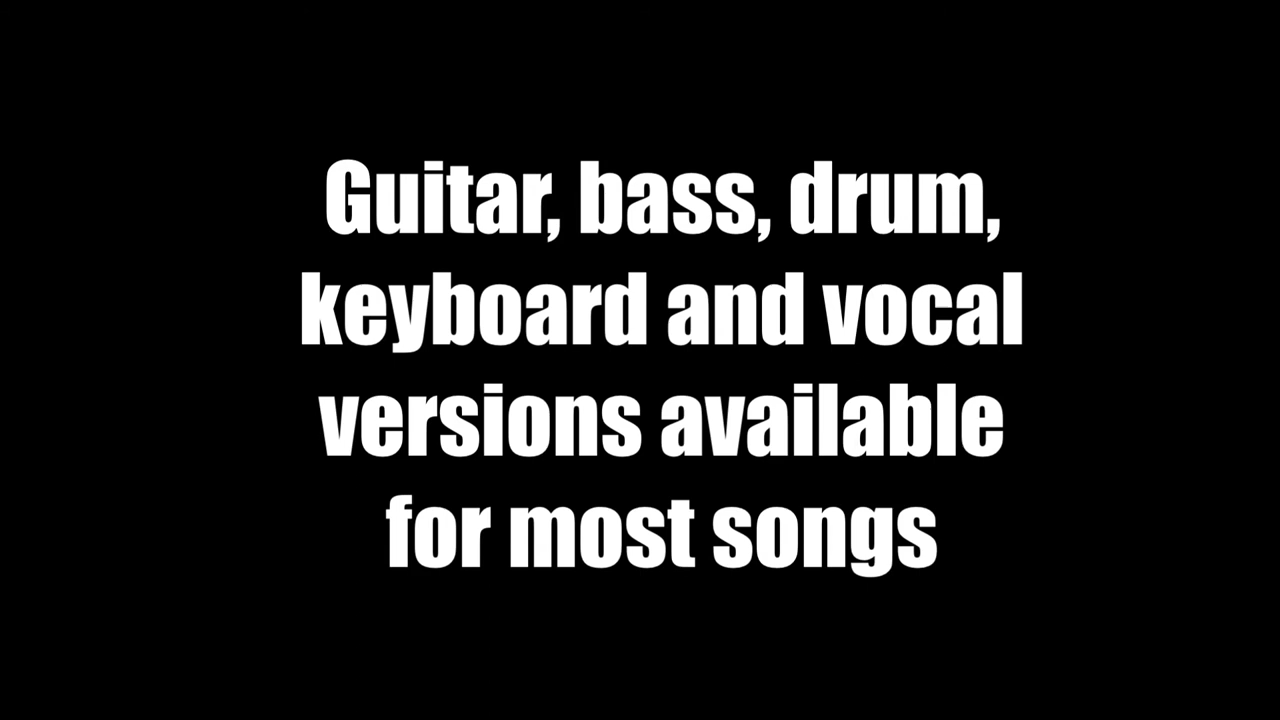 Guitar, bass, drum,
keyboard and vocal
versions available
for most songs